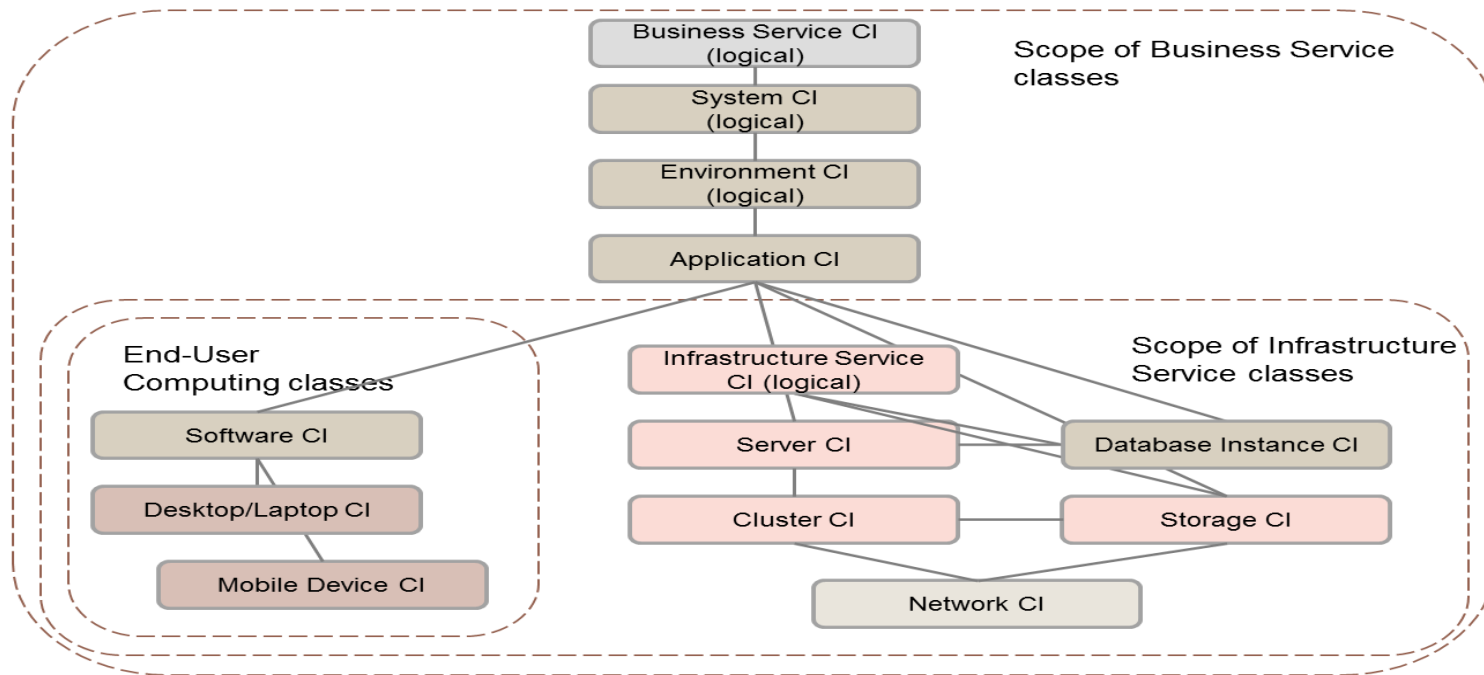 Business Service CI
(logical)
Scope of Business Service
classes
System CI
(logical)
Environment CI
(logical)
Application CI
End-User
Computing classes
Infrastructure Service
CI (logical)
Scope of Infrastructure
Service classes
Software CI
Server CI
Database Instance CI
Desktop/Laptop CI
Cluster CI
Storage CI
Mobile Device CI
Network CI